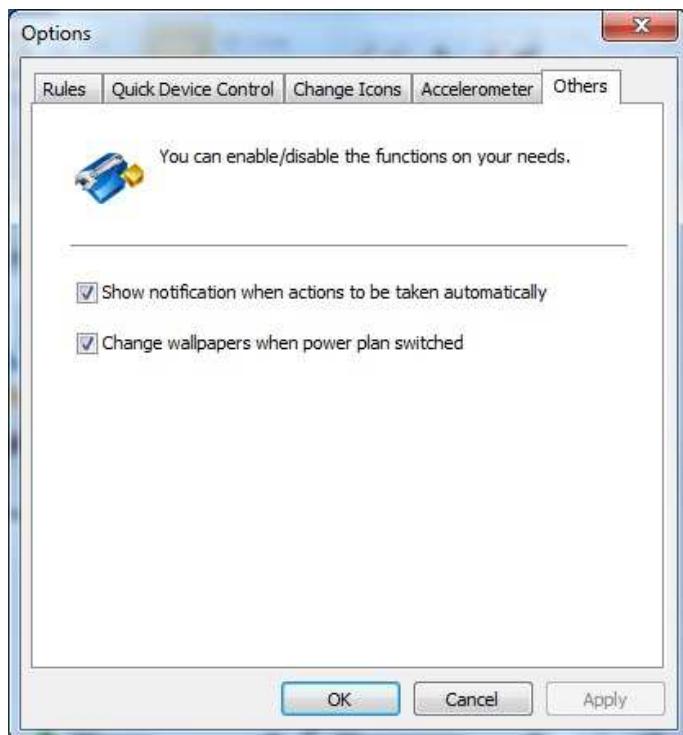 Options
Rules Quick Device Control Change Icons Accelerometer Others
You can enable/disable the functions on your needs.
Show notification when actions to be taken automatically
Change wallpapers when power plan switched
OK Cancel Apply